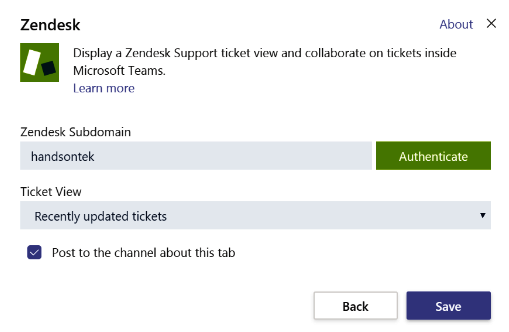 Zendesk
About
Display a Zendesk Support ticket view and collaborate on tickets inside
Microsoft Teams.
Learn more
Zendesk Subdomain
handsontek
Authenticate
Ticket View
Recently updated tickets
Post to the channel about this tab
Back
Save